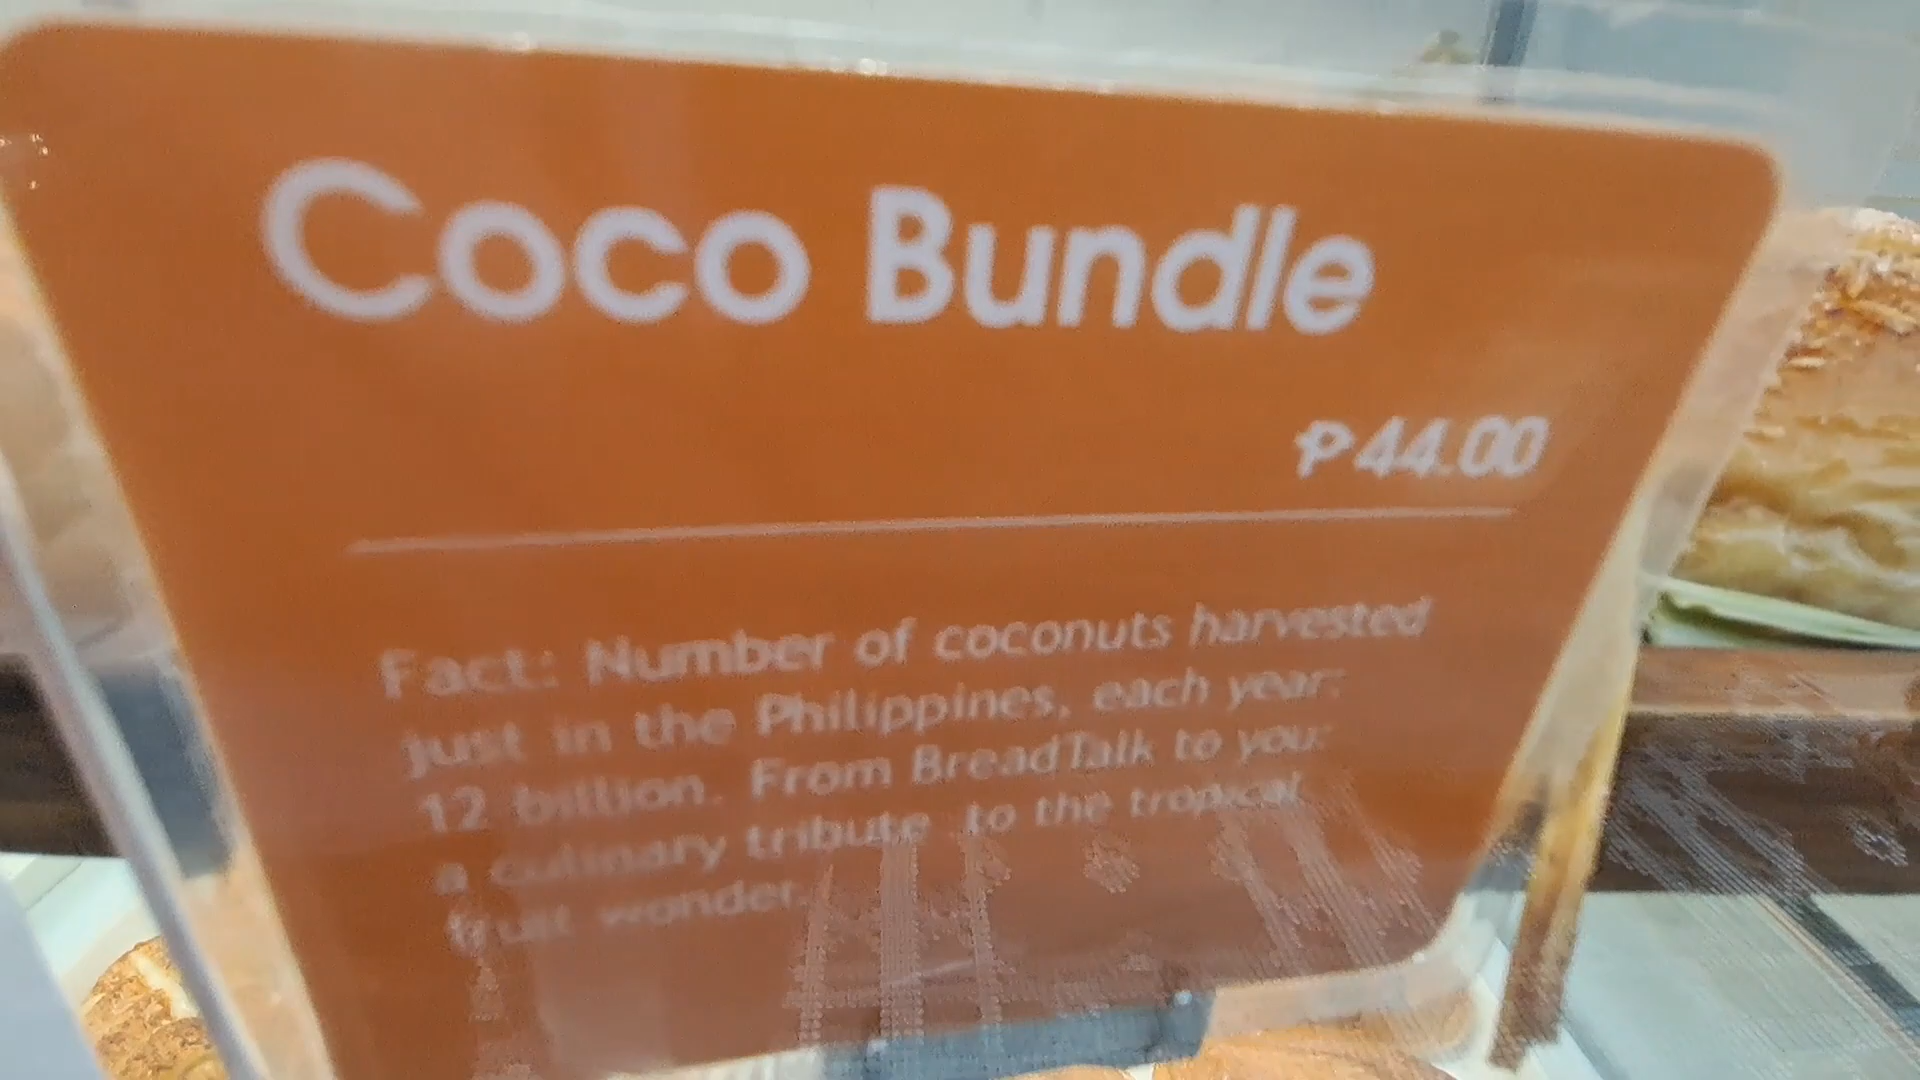 Coco Bundle
₱44.00
Fact: Number of coconuts harvested
just in the Philippines, each year:
12 billion. From BreadTalk to you:
a culinary tribute to the tropical
fruit wonder.